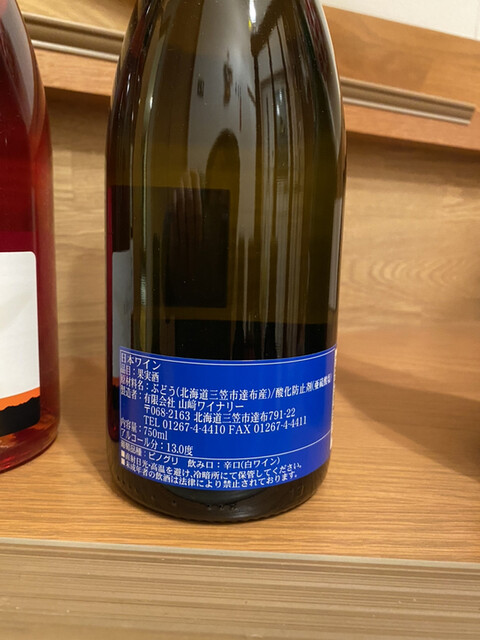 日本ワイン
品目：果実酒
原材料名：ぶどう(北海道三笠市達布産)/酸化防止剤(亜硫酸塩)
製造者：有限会社 山﨑ワイナリー
〒068-2163 北海道三笠市達布791-22
TEL 01267-4-4410 FAX 01267-4-4411
内容量：750ml
アルコール分：13.0度
葡萄品種：ピノグリ 飲み口：辛口(白ワイン)
■直射日光・高温を避け、冷暗所にて保管してください。
■未成年者の飲酒は法律により禁止されております。